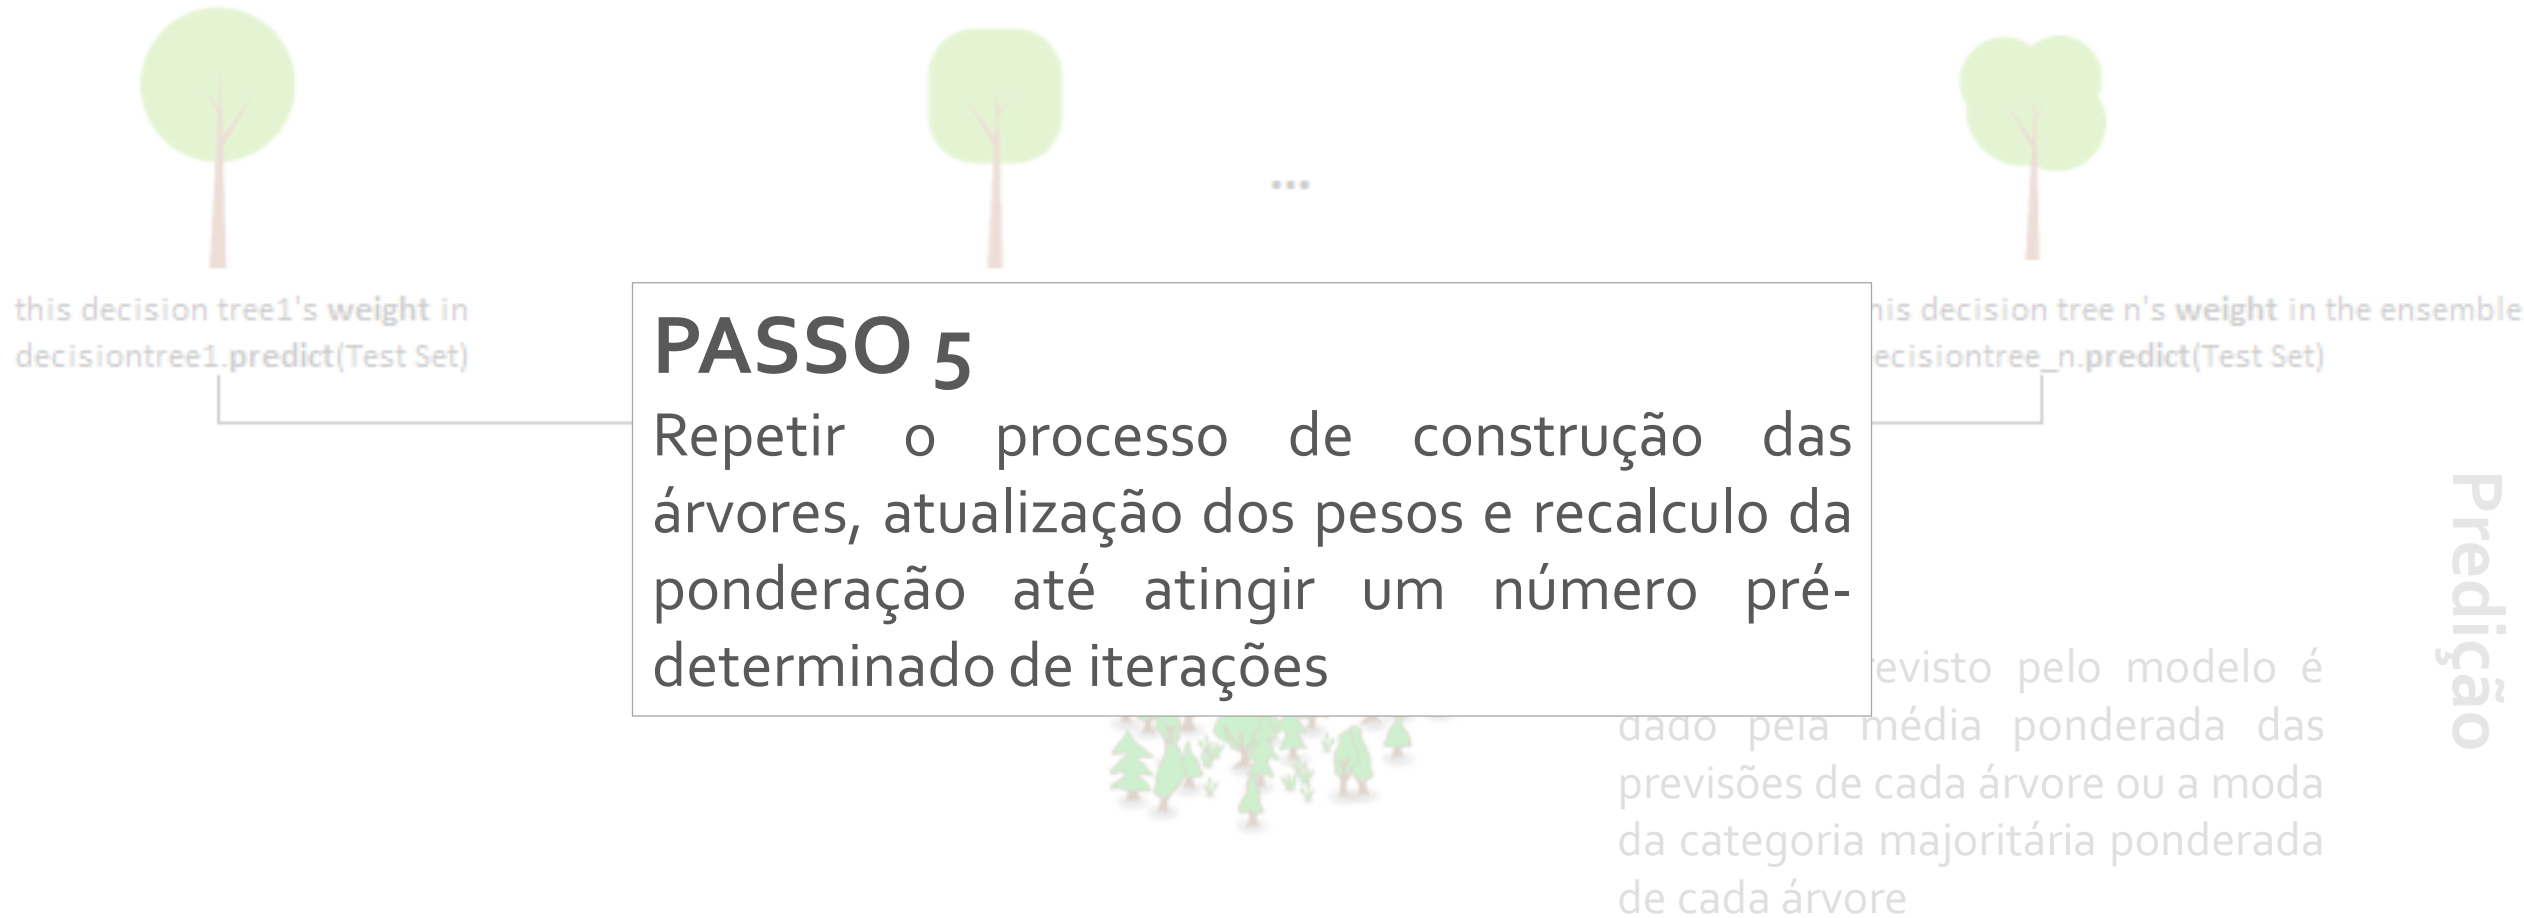 ...
this decision tree1's weight in
decisiontree1.predict(Test Set)
his decision tree n's weight in the ensemble
ecisiontree_n.predict(Test Set)
PASSO 5
Repetir o processo de construção das
árvores, atualização dos pesos e recalculo da
ponderação até atingir um número pré-
determinado de iterações
Predição
evisto pelo modelo é
dado pela média ponderada das
previsões de cada árvore ou a moda
da categoria majoritária ponderada
de cada árvore